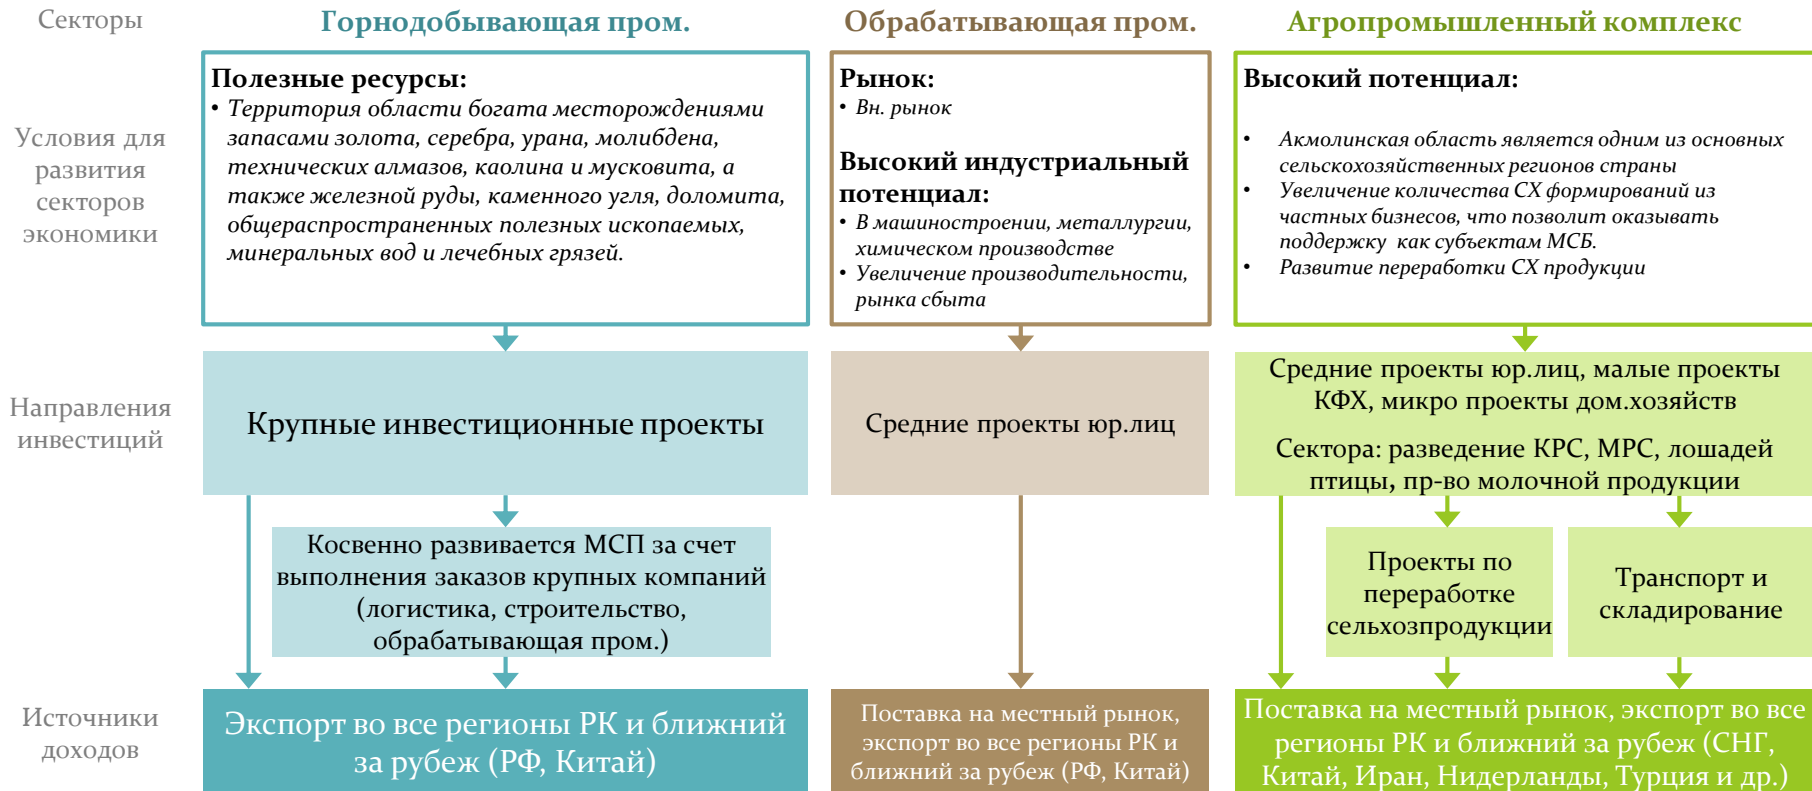 Секторы
Горнодобывающая пром.
Обрабатывающая пром.
Агропромышленный комплекс
Условия для
развития
секторов
экономики
Полезные ресурсы:
• Территория области богата месторождениями
запасами золота, серебра, урана, молибдена,
технических алмазов, каолина и мусковита, а
также железной руды, каменного угля, доломита,
общераспространенных полезных ископаемых,
минеральных вод и лечебных грязей.
Рынок:
• Вн. рынок
Высокий индустриальный
потенциал:
• В машиностроении, металлургии,
химическом производстве
• Увеличение производительности,
рынка сбыта
Высокий потенциал:
• Акмолинская область является одним из основных
сельскохозяйственных регионов страны
• Увеличение количества СХ формирований из
частных бизнесов, что позволит оказывать
поддержку как субъектам МСБ.
• Развитие переработки СХ продукции
Направления
инвестиций
Крупные инвестиционные проекты
Средние проекты юр.лиц
Средние проекты юр.лиц, малые проекты
КФХ, микро проекты дом.хозяйств
Сектора: разведение КРС, МРС, лошадей
птицы, пр-во молочной продукции
Косвенно развивается МСП за счет
выполнения заказов крупных компаний
(логистика, строительство,
обрабатывающая пром.)
Проекты по
переработке
сельхозпродукции
Транспорт и
складирование
Источники
доходов
Экспорт во все регионы РК и ближний
за рубеж (РФ, Китай)
Поставка на местный рынок,
экспорт во все регионы РК и
ближний за рубеж (РФ, Китай)
Поставка на местный рынок, экспорт во все
регионы РК и ближний за рубеж (СНГ,
Китай, Иран, Нидерланды, Турция и др.)